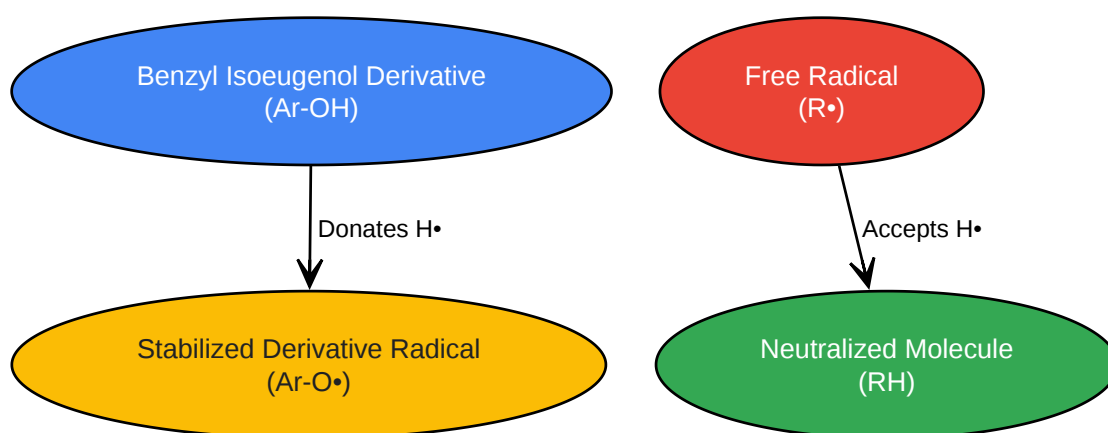 Benzyl Isoeugenol Derivative
(Ar-OH)
Free Radical
(R•)
Donates H•
Accepts H•
Stabilized Derivative Radical
(Ar-O•)
Neutralized Molecule
(RH)